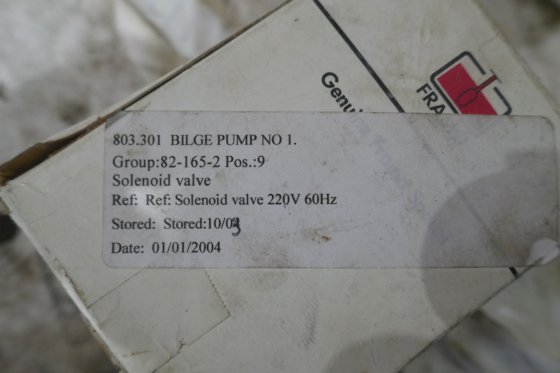 Genui
FRA
803.301 BILGE PUMP NO 1.
Group:82-165-2 Pos.:9
Solenoid valve
Ref: Ref: Solenoid valve 220V 60Hz
Stored: Stored:10/03
Date: 01/01/2004